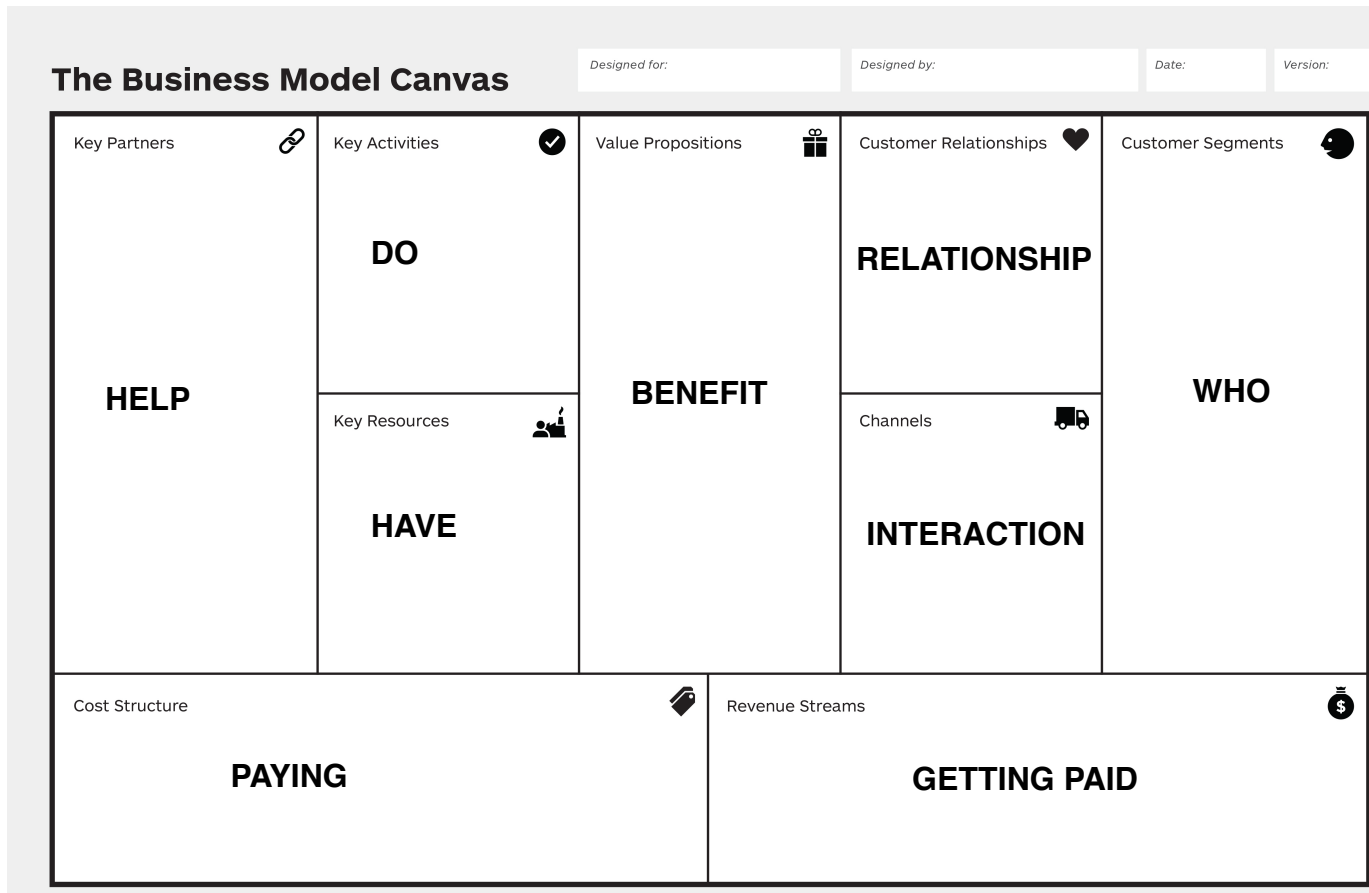 The Business Model Canvas
Designed for:
Designed by:
Date:
Version:
Key Partners
HELP
Key Activities
DO
Key Resources
HAVE
Value Propositions
BENEFIT
Customer Relationships
RELATIONSHIP
Channels
INTERACTION
Customer Segments
WHO
Cost Structure
PAYING
Revenue Streams
$
GETTING PAID